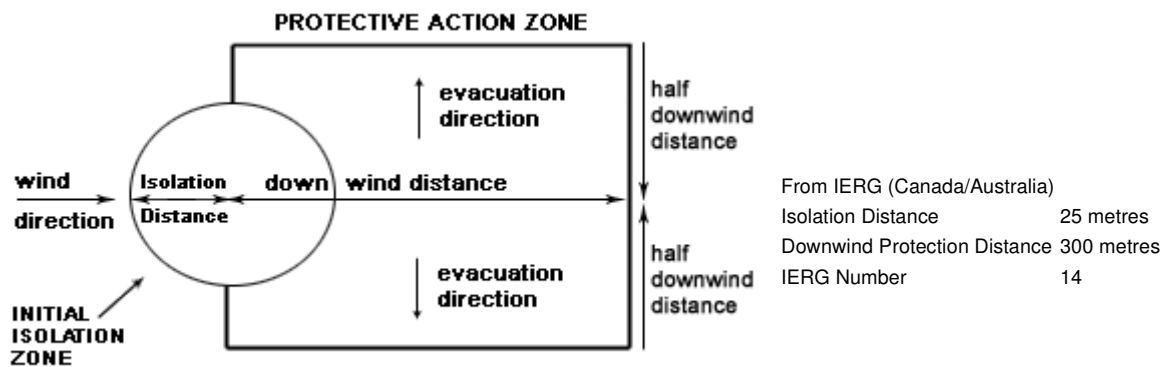 PROTECTIVE ACTION ZONE
evacuation
direction
half
downwind
distance
wind
direction
Isolation
Distance
down wind distance
evacuation
direction
half
downwind
distance
INITIAL
ISOLATION
ZONE
From IERG (Canada/Australia)
Isolation Distance 25 metres
Downwind Protection Distance 300 metres
IERG Number 14